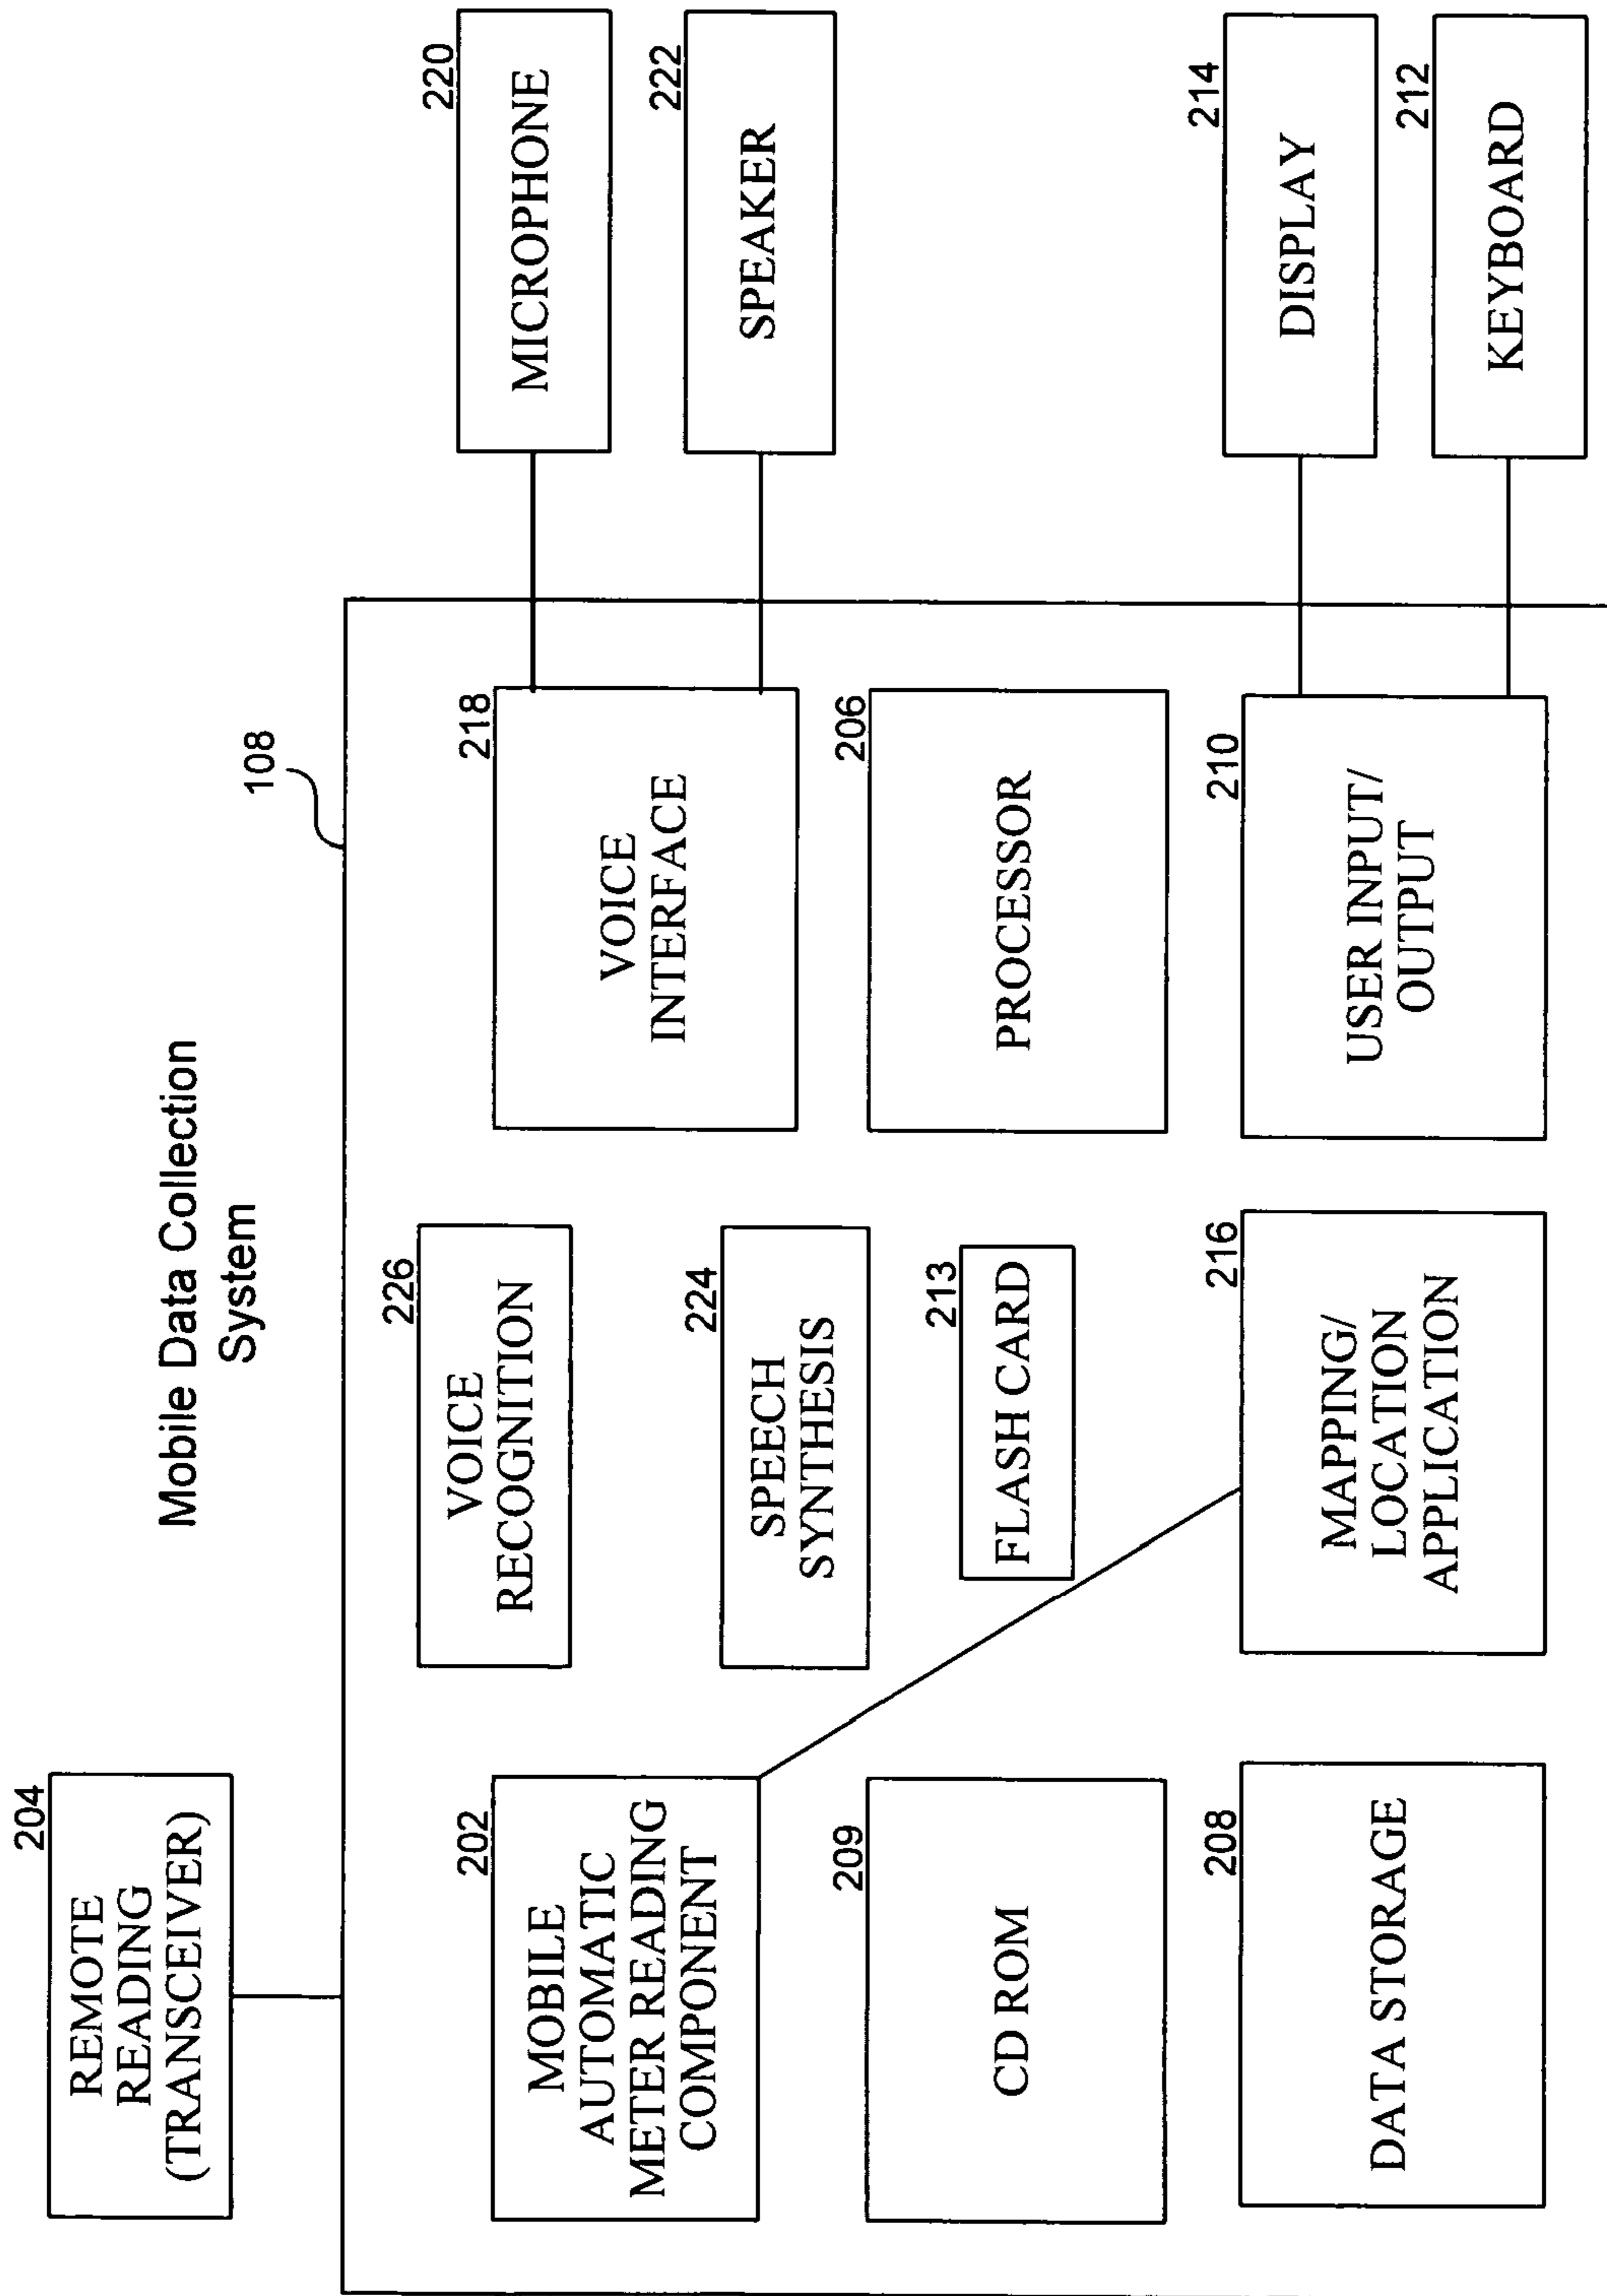 Mobile Data Collection
System
108
204
REMOTE
READING
(TRANSCEIVER)
202
MOBILE
AUTOMATIC
METER READING
COMPONENT
226
VOICE
RECOGNITION
218
VOICE
INTERFACE
220
MICROPHONE
222
SPEAKER
224
SPEECH
SYNTHESIS
209
CD ROM
213
FLASH CARD
206
PROCESSOR
208
DATA STORAGE
216
MAPPING/
LOCATION
APPLICATION
210
USER INPUT/
OUTPUT
214
DISPLAY
212
KEYBOARD